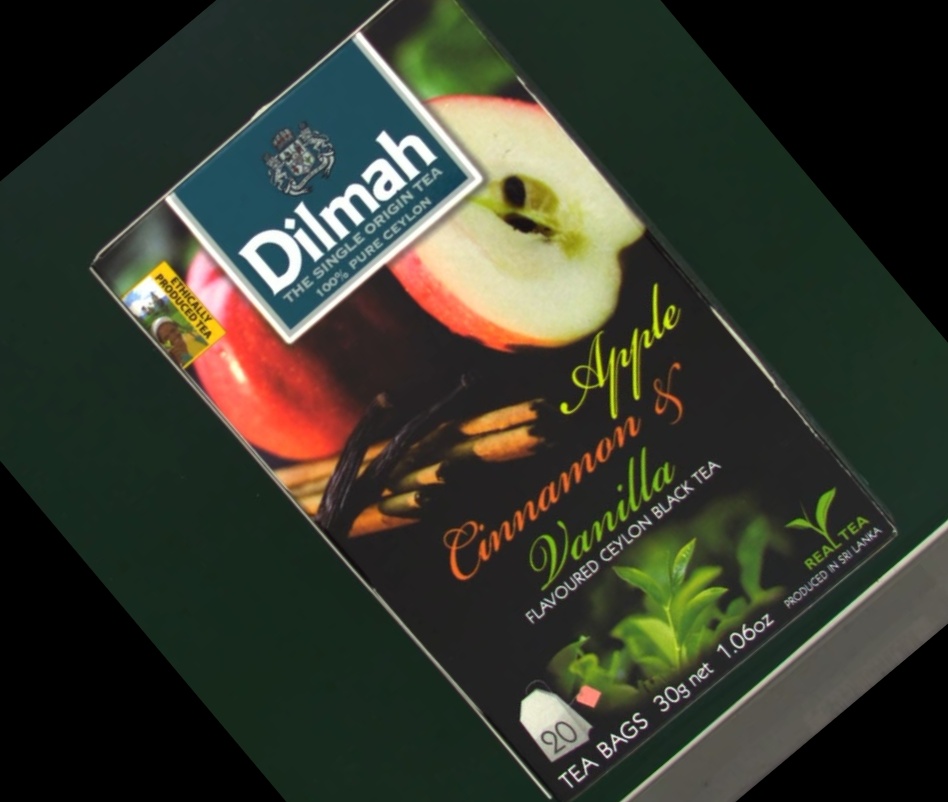 Dilmah
THE SINGLE ORIGIN TEA
100% PURE CEYLON
ETHICALLY
PRODUCED TEA
Apple
Cinnamon &
Vanilla
FLAVOURED CEYLON BLACK TEA
REAL TEA
PRODUCED IN SRI LANKA
20
TEA BAGS 30g net 1.06oz